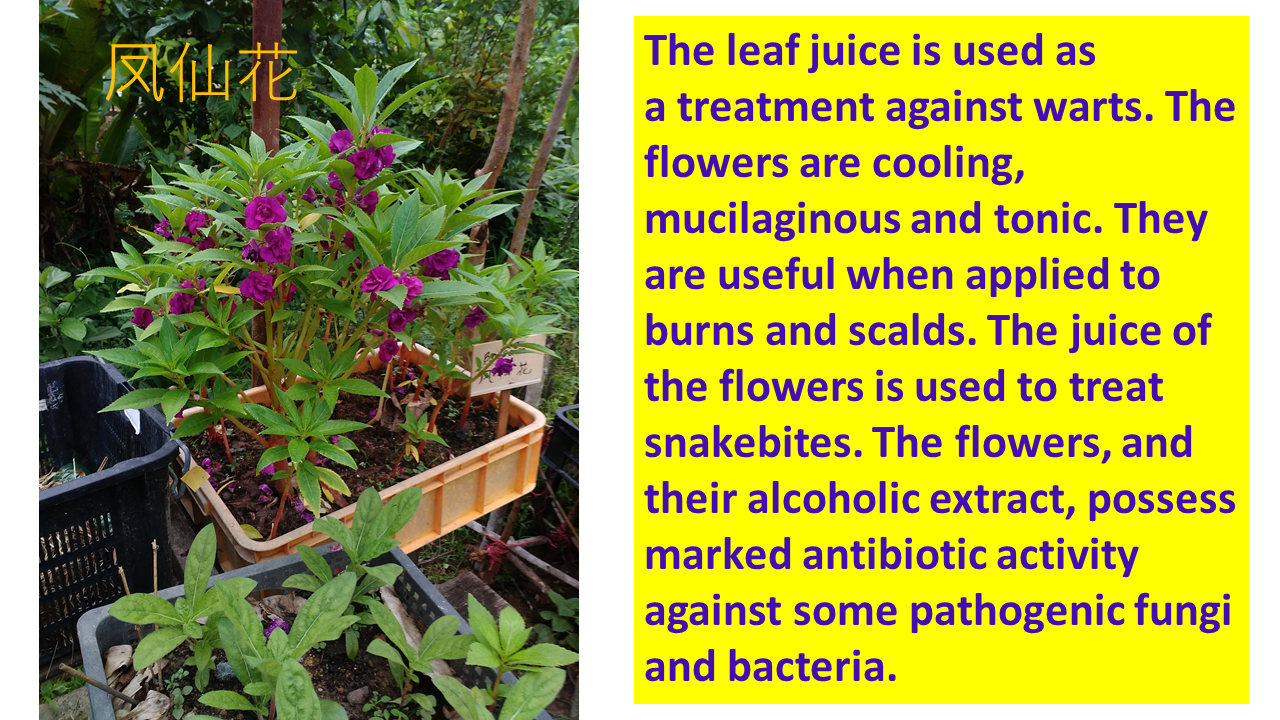 凤仙花
The leaf juice is used as
a treatment against warts. The
flowers are cooling,
mucilaginous and tonic. They
are useful when applied to
burns and scalds. The juice of
the flowers is used to treat
snakebites. The flowers, and
their alcoholic extract, possess
marked antibiotic activity
against some pathogenic fungi
and bacteria.